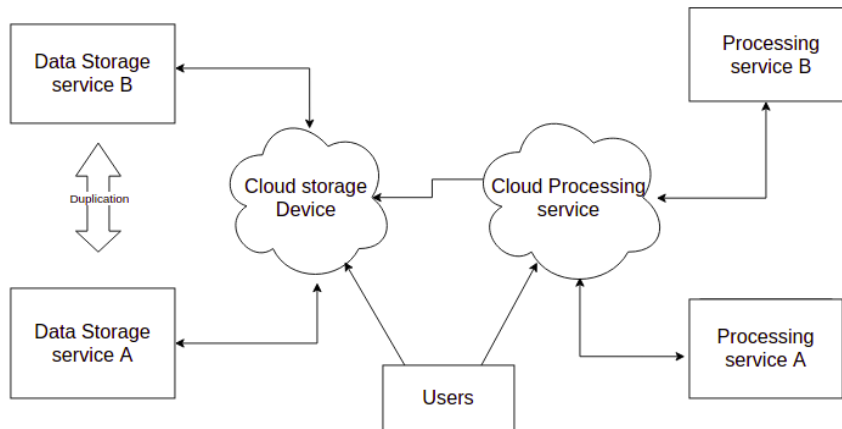 Data Storage
service B
Processing
service B
Duplication
Cloud storage
Device
Cloud Processing
service
Data Storage
service A
Processing
service A
Users